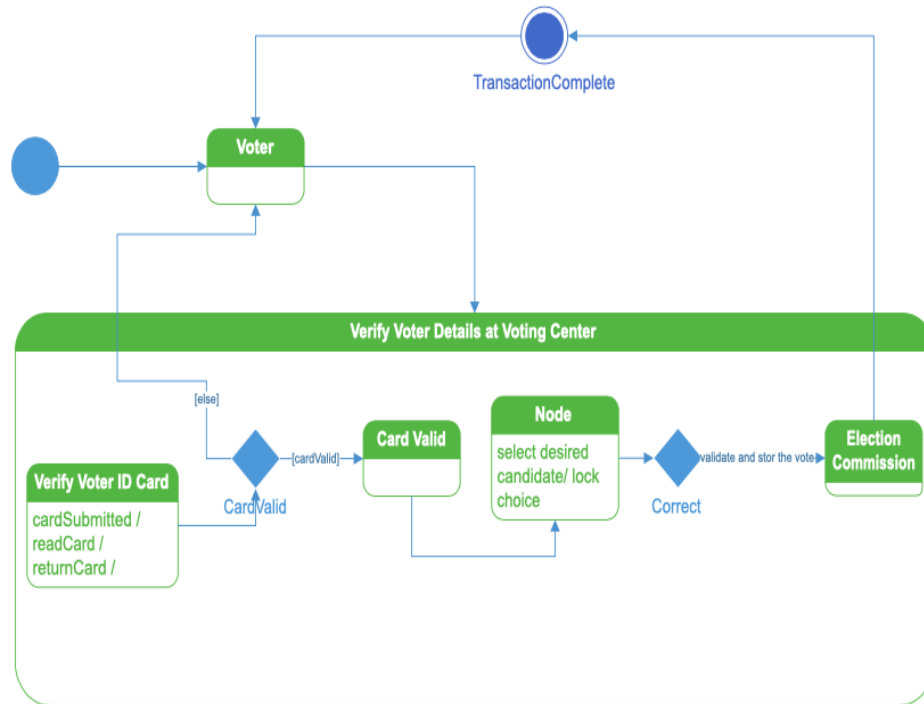 TransactionComplete
Voter
Verify Voter Details at Voting Center
[else]
Verify Voter ID Card
cardSubmitted /
readCard /
returnCard /
CardValid
[cardValid]
Card Valid
Node
select desired
candidate/ lock
choice
Correct
validate and stor the vote
Election
Commission